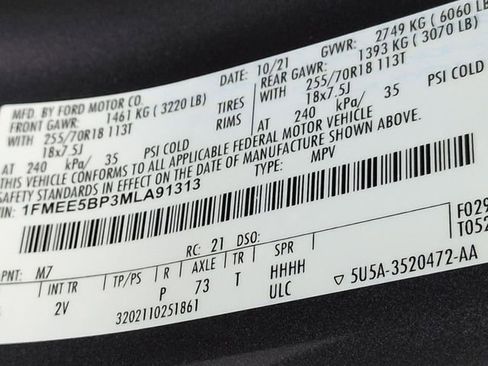 MFD. BY FORD MOTOR CO.
DATE: 10/21
GVWR: 2749 KG ( 6060 LB
FRONT GAWR: 1461 KG ( 3220 LB)
REAR GAWR: 1393 KG ( 3070 LB)
WITH 255/70R18 113T TIRES WITH 255/70R18 113T
18x7.5J RIMS 18x7.5J
AT 240 kPa/ 35 PSI COLD AT 240 kPa/ 35 PSI COLD
THIS VEHICLE CONFORMS TO ALL APPLICABLE FEDERAL MOTOR VEHICLE
SAFETY STANDARDS IN EFFECT ON THE DATE OF MANUFACTURE SHOWN ABOVE.
IN: 1FMEE5BP3MLA91313
TYPE: MPV
F029
T052
PNT: M7 RC: 21 DSO:
INT TR TP/PS R AXLE TR SPR
2V P 73 T HHHH
ULC
3202110251861
▽ 5U5A-3520472-AA